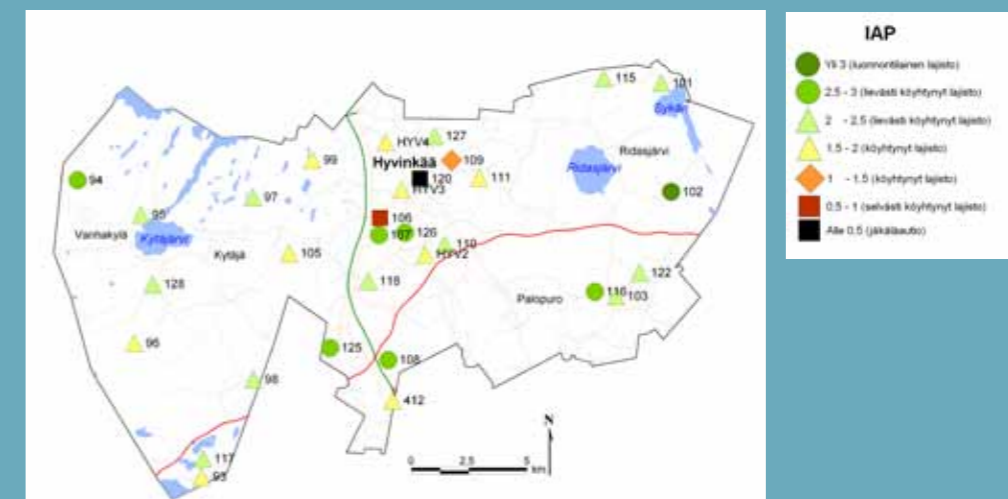 115
101
Sykäri
HYV4
127
Ridasjärvi
99
Hyvinkää
109
94
120
111
Ridasjärvi
HYV3
102
97
95
106
107
126
Vanhakylä
Kytäjärvi
Kytäjä
105
HYV2
110
128
118
122
116
103
Palopuro
96
125
108
98
412
N
117
93
0 2,5 5
km
IAP
Yli 3 (luonnontilainen lajisto)
2.5 - 3 (lievästi köyhtynyt lajisto)
2 - 2.5 (lievästi köyhtynyt lajisto)
1.5 - 2 (köyhtynyt lajisto)
1 - 1.5 (köyhtynyt lajisto)
0.5 - 1 (selvästi köyhtynyt lajisto)
Alle 0.5 (jäkäläautio)